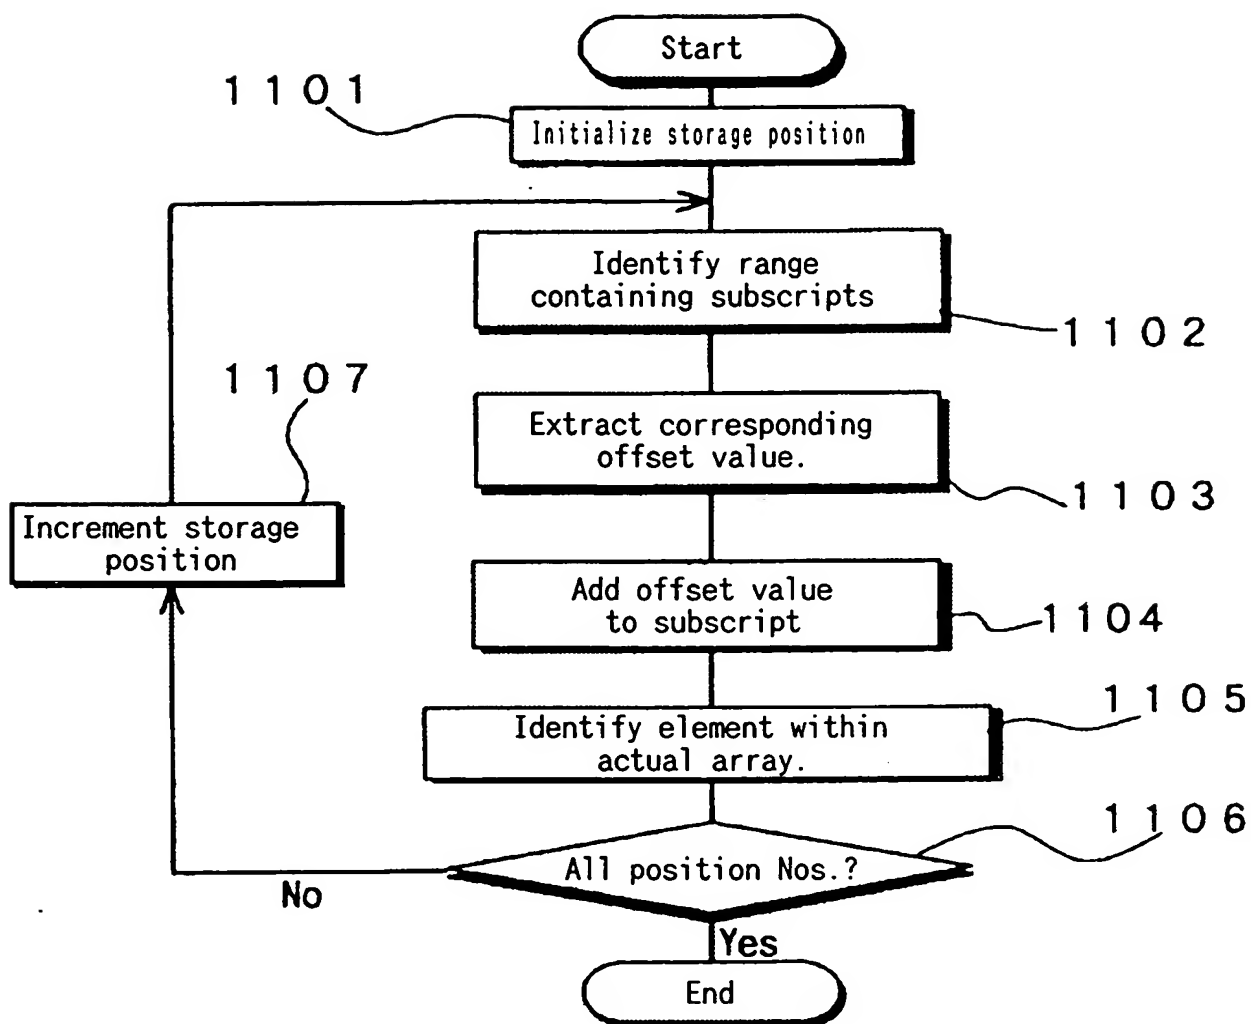 Start
1101
Initialize storage position
Identify range
containing subscripts
1102
1107
Extract corresponding
offset value.
1103
Increment storage
position
Add offset value
to subscript
1104
1105
Identify element within
actual array.
1106
All position Nos.?
No
Yes
End